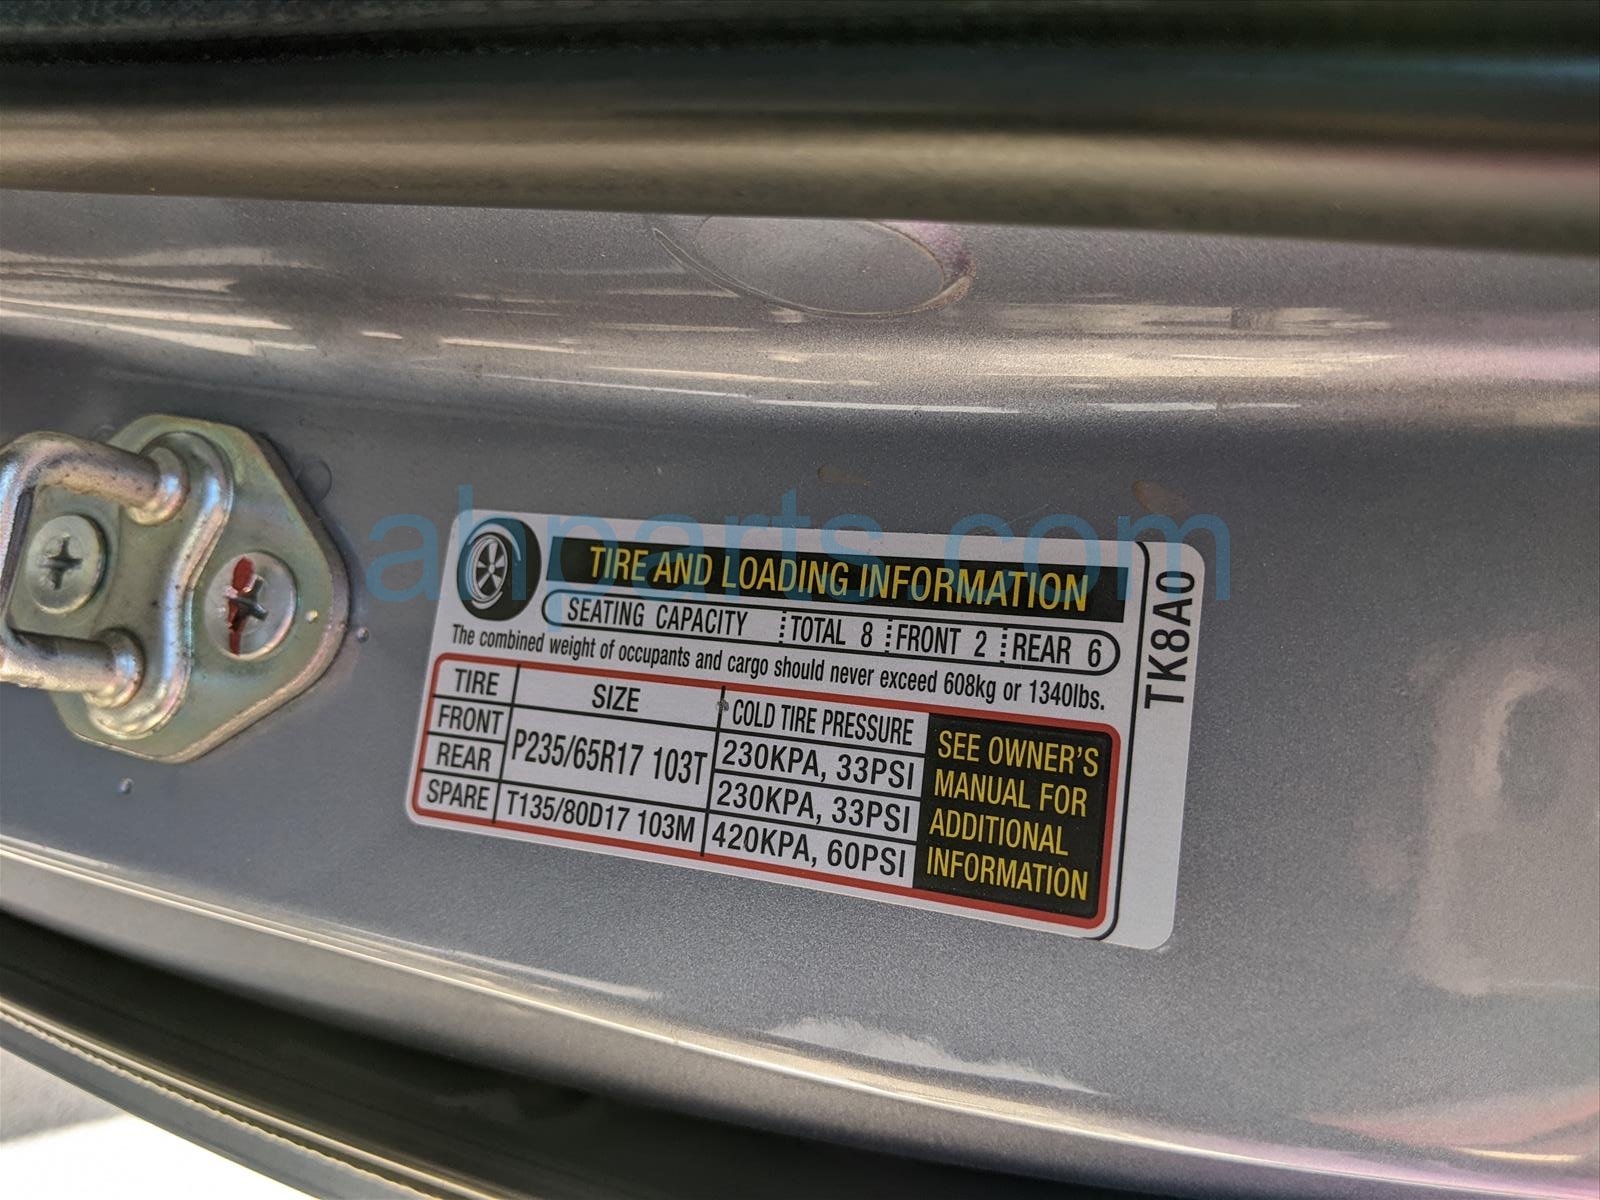 TIRE AND LOADING INFORMATION
SEATING CAPACITY TOTAL 8 FRONT 2 REAR 6
The combined weight of occupants and cargo should never exceed 608kg or 1340lbs.
TIRE SIZE COLD TIRE PRESSURE
FRONT P235/65R17 103T 230KPA, 33PSI
REAR 230KPA, 33PSI
SPARE T135/80D17 103M 420KPA, 60PSI
SEE OWNER'S
MANUAL FOR
ADDITIONAL
INFORMATION
TK8A0
ahparts.com